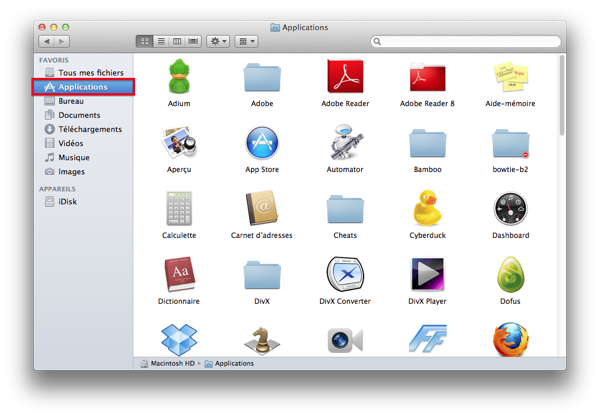 Applications
FAVORIS
Tous mes fichiers
Applications
Bureau
Documents
Téléchargements
Vidéos
Musique
Images
APPAREILS
iDisk
Adium
Adobe
Adobe Reader
Adobe Reader 8
Aide-mémoire
Aperçu
App Store
Automator
Bamboo
bowtie-b2
Calculette
Carnet d'adresses
Cheats
Cyberduck
Dashboard
Aa
Dictionnaire
DivX
DivX Converter
DivX Player
Dofus
Macintosh HD ▸ Applications